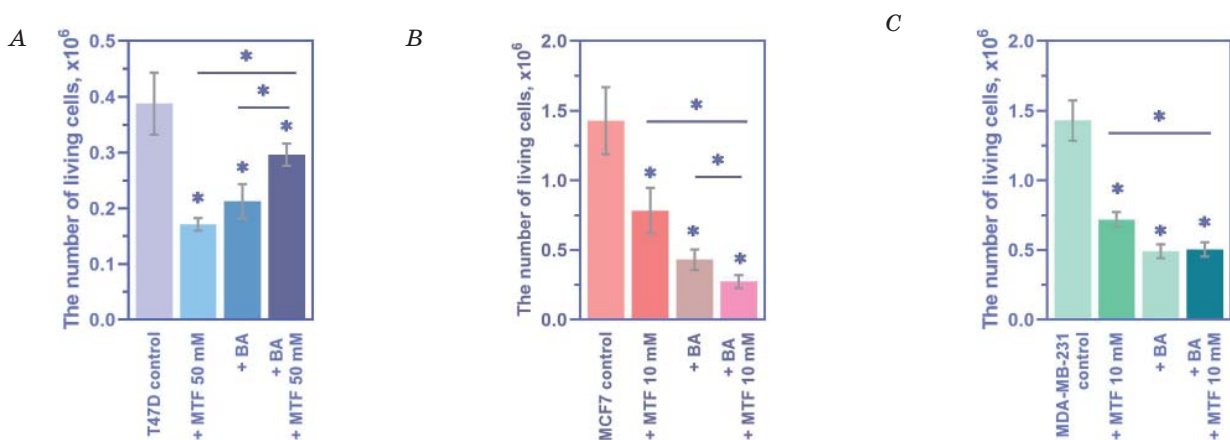 A
The number of living cells, x10⁶
0.5
0.4
0.3
0.2
0.1
0.0
*
*
*
*
*
T47D control
+ MTF 50 mM
+ BA
+ BA
+ MTF 50 mM
B
The number of living cells, x10⁶
2.0
1.5
1.0
0.5
0.0
*
*
*
*
*
MCF7 control
+ MTF 10 mM
+ BA
+ BA
+ MTF 10 mM
C
The number of living cells, x10⁶
2.0
1.5
1.0
0.5
0.0
*
*
*
*
MDA-MB-231
control
+ MTF 10 mM
+ BA
+ BA
+ MTF 10 mM